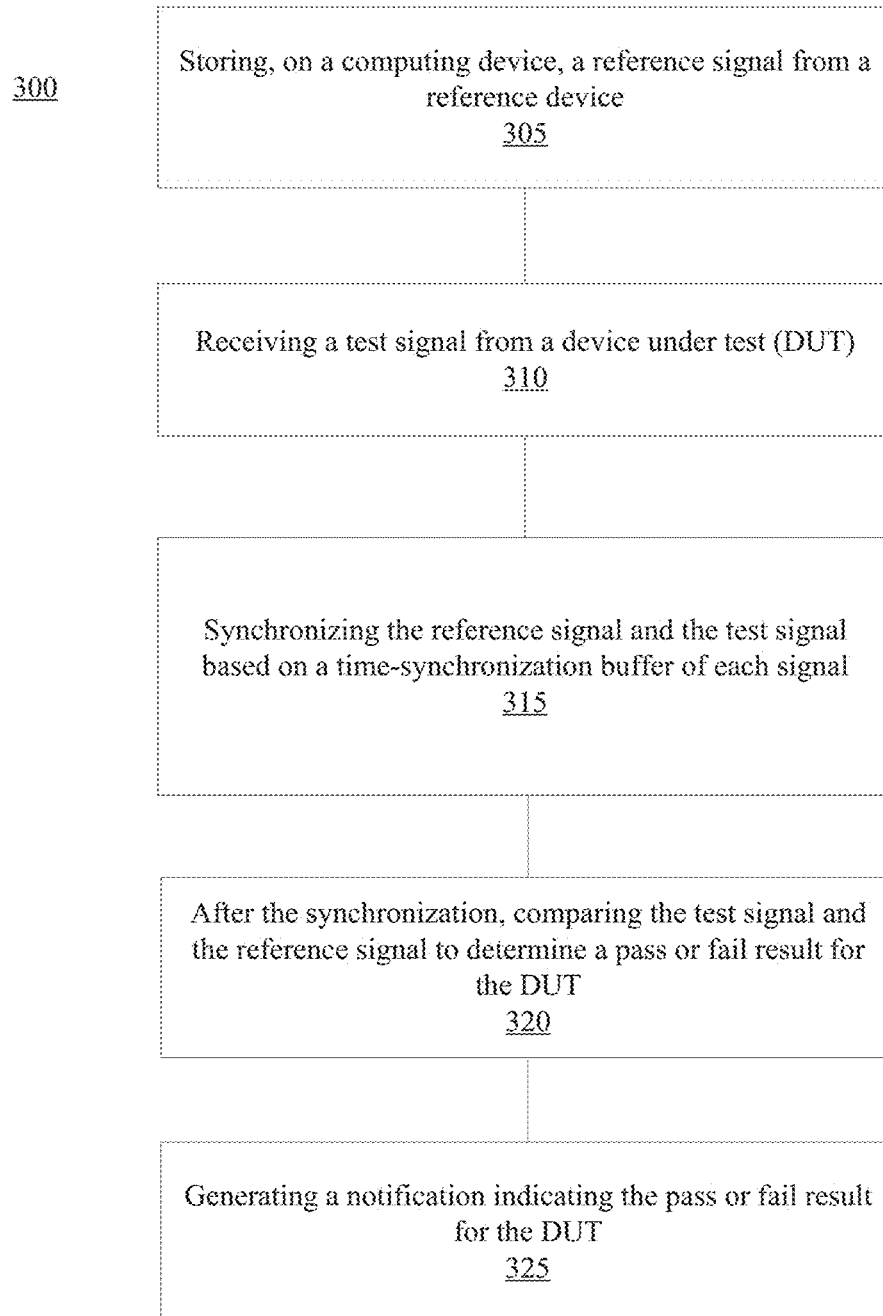 300
Storing, on a computing device, a reference signal from a
reference device
305
Receiving a test signal from a device under test (DUT)
310
Synchronizing the reference signal and the test signal
based on a time-synchronization buffer of each signal
315
After the synchronization, comparing the test signal and
the reference signal to determine a pass or fail result for
the DUT
320
Generating a notification indicating the pass or fail result
for the DUT
325